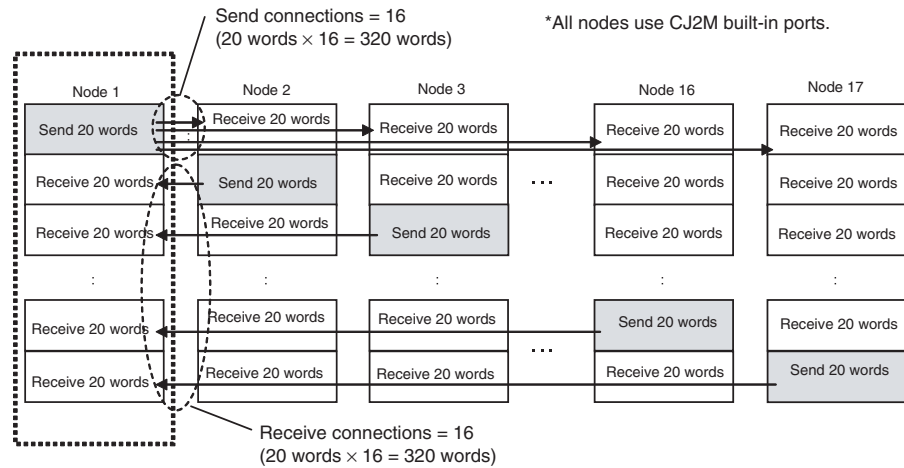 Send connections = 16
(20 words × 16 = 320 words)
*All nodes use CJ2M built-in ports.
Node 1
Node 2
Node 3
Node 16
Node 17
Send 20 words
Receive 20 words
Receive 20 words
Receive 20 words
Receive 20 words
Receive 20 words
Send 20 words
Receive 20 words
Receive 20 words
Receive 20 words
...
Receive 20 words
Receive 20 words
Send 20 words
Receive 20 words
Receive 20 words
:
:
:
:
:
Receive 20 words
Receive 20 words
Receive 20 words
Send 20 words
Receive 20 words
...
Receive 20 words
Receive 20 words
Receive 20 words
Receive 20 words
Send 20 words
Receive connections = 16
(20 words × 16 = 320 words)